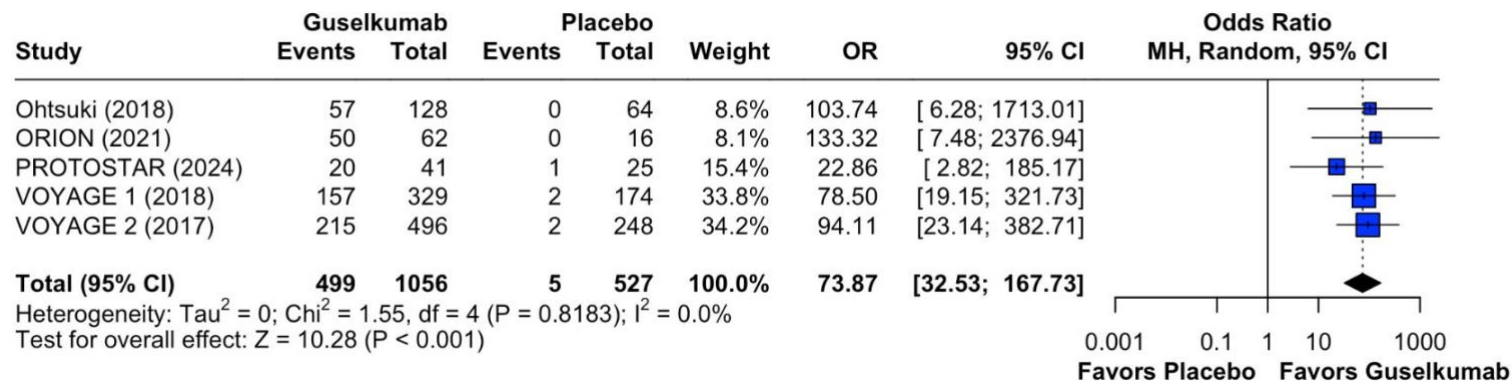 Guselkumab Placebo Odds Ratio
Study Events Total Events Total Weight OR 95% CI MH, Random, 95% CI
Ohtsuki (2018) 57 128 0 64 8.6% 103.74 [ 6.28; 1713.01]
ORION (2021) 50 62 0 16 8.1% 133.32 [ 7.48; 2376.94]
PROTOSTAR (2024) 20 41 1 25 15.4% 22.86 [ 2.82; 185.17]
VOYAGE 1 (2018) 157 329 2 174 33.8% 78.50 [19.15; 321.73]
VOYAGE 2 (2017) 215 496 2 248 34.2% 94.11 [23.14; 382.71]
Total (95% CI) 499 1056 5 527 100.0% 73.87 [32.53; 167.73]
Heterogeneity: Tau² = 0; Chi² = 1.55, df = 4 (P = 0.8183); I² = 0.0%
Test for overall effect: Z = 10.28 (P < 0.001)
0.001 0.1 1 10 1000
Favors Placebo Favors Guselkumab